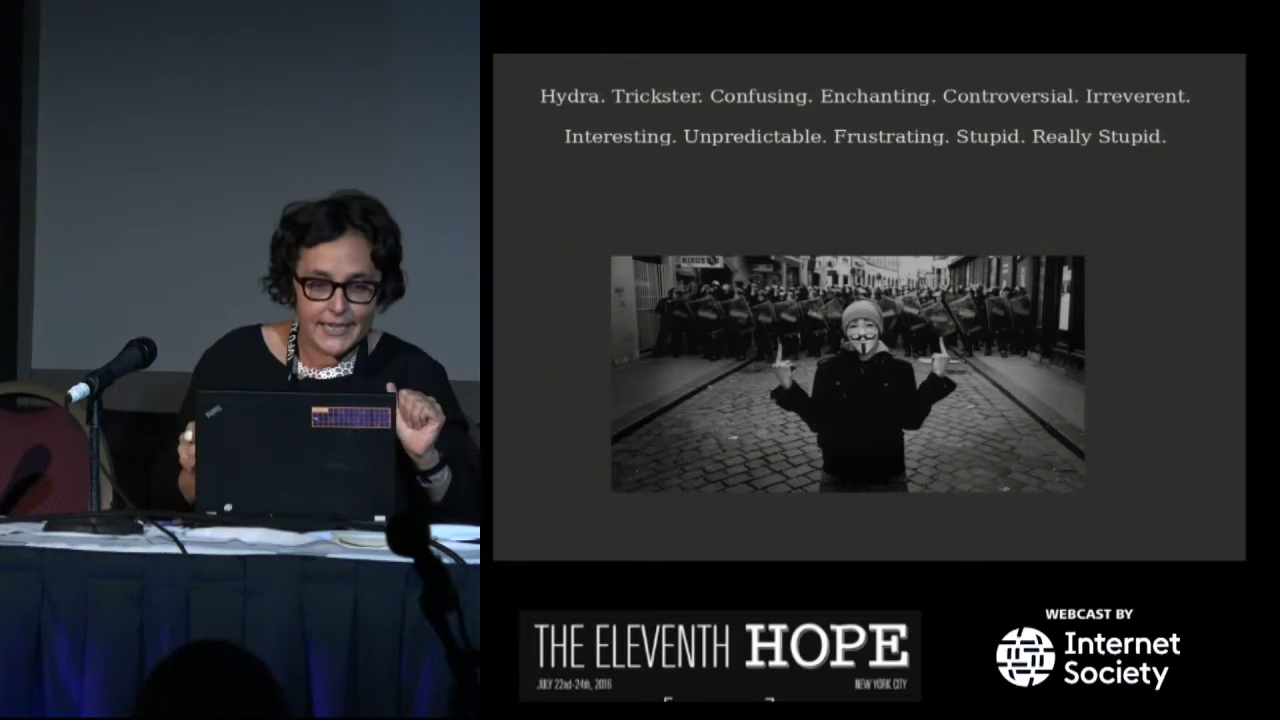 Hydra. Trickster. Confusing. Enchanting. Controversial. Irreverent.
Interesting. Unpredictable. Frustrating. Stupid. Really Stupid.
THE ELEVENTH HOPE
JULY 22nd-24th, 2016
NEW YORK CITY
WEBCAST BY
Internet
Society